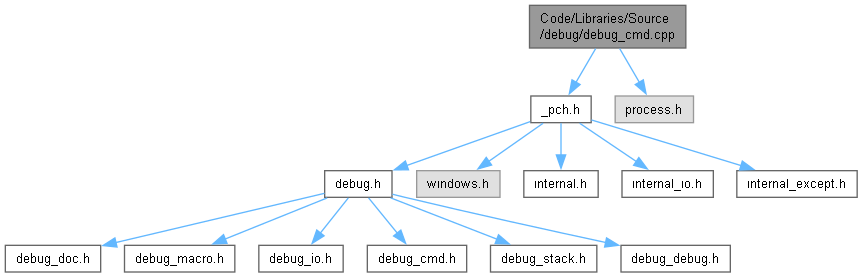 Code/Libraries/Source
/debug/debug_cmd.cpp
_pch.h
process.h
debug.h
windows.h
internal.h
internal_io.h
internal_except.h
debug_doc.h
debug_macro.h
debug_io.h
debug_cmd.h
debug_stack.h
debug_debug.h